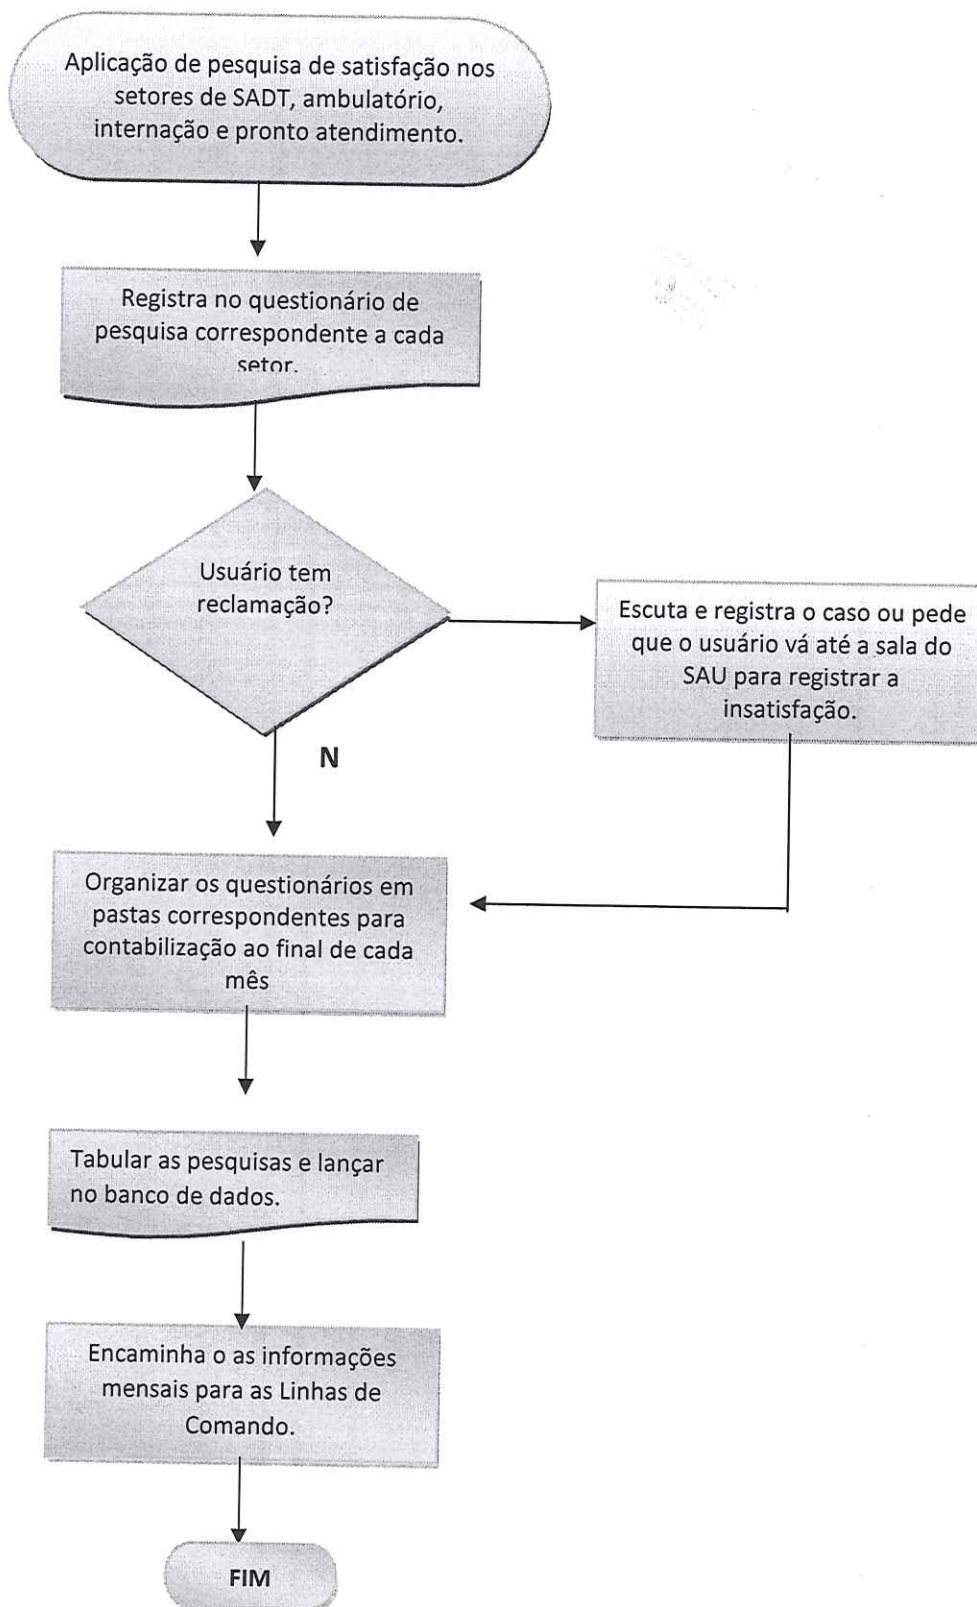 Aplicação de pesquisa de satisfação nos
setores de SADT, ambulatório,
internação e pronto atendimento.
Registra no questionário de
pesquisa correspondente a cada
setor.
Usuário tem
reclamação?
Escuta e registra o caso ou pede
que o usuário vá até a sala do
SAU para registrar a
insatisfação.
N
Organizar os questionários em
pastas correspondentes para
contabilização ao final de cada
mês
Tabular as pesquisas e lançar
no banco de dados.
Encaminha o as informações
mensais para as Linhas de
Comando.
FIM